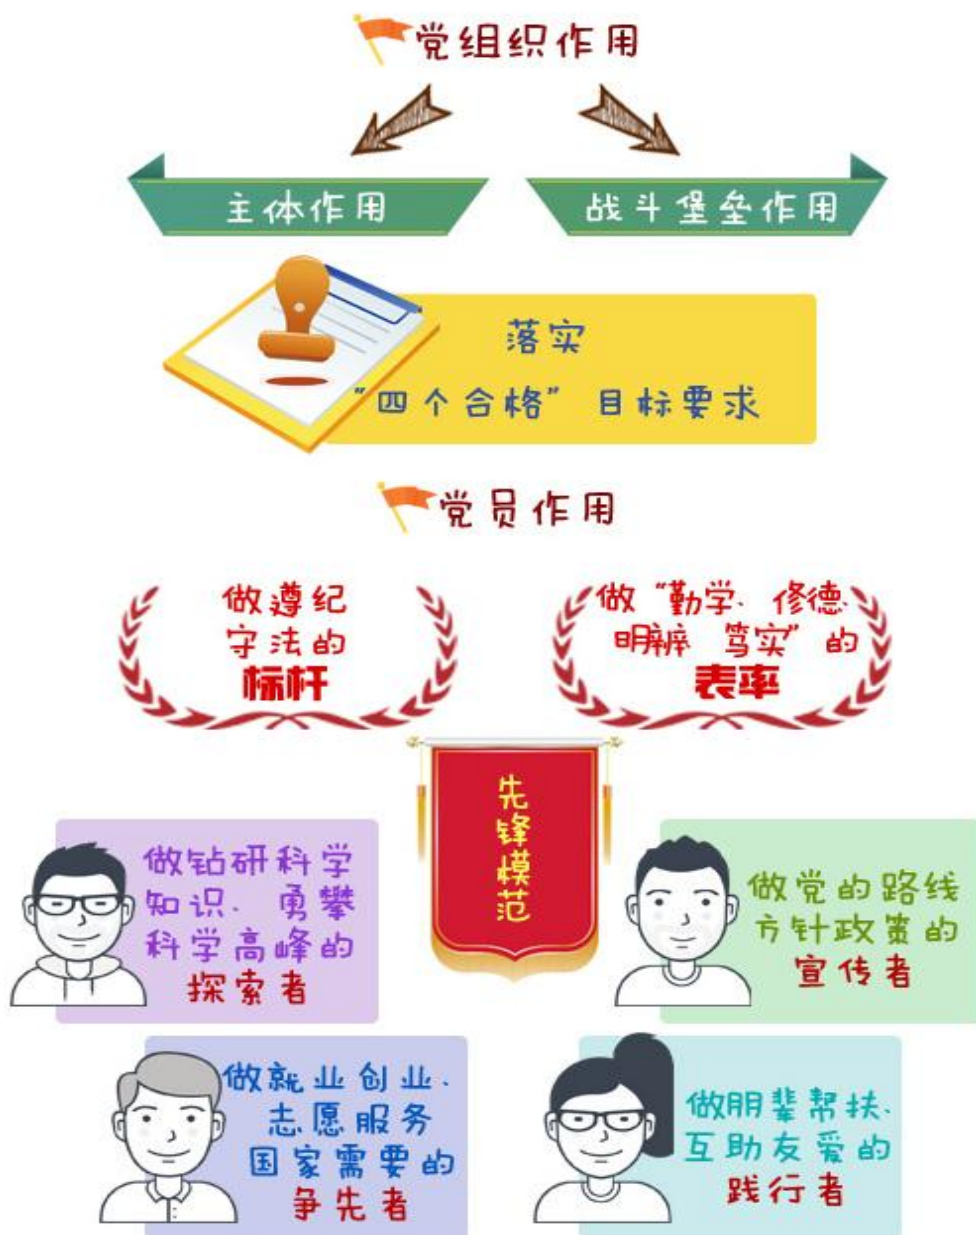 党组织作用
主体作用
战斗堡垒作用
落实
“四个合格”目标要求
党员作用
做遵纪
守法的
标杆
做“勤学、修德、
明辨 笃实”的
表率
先锋模范
做钻研科学
知识、勇攀
科学高峰的
探索者
做党的路线
方针政策的
宣传者
做就业创业、
志愿服务
国家需要的
争先者
做朋辈帮扶、
互助友爱的
践行者